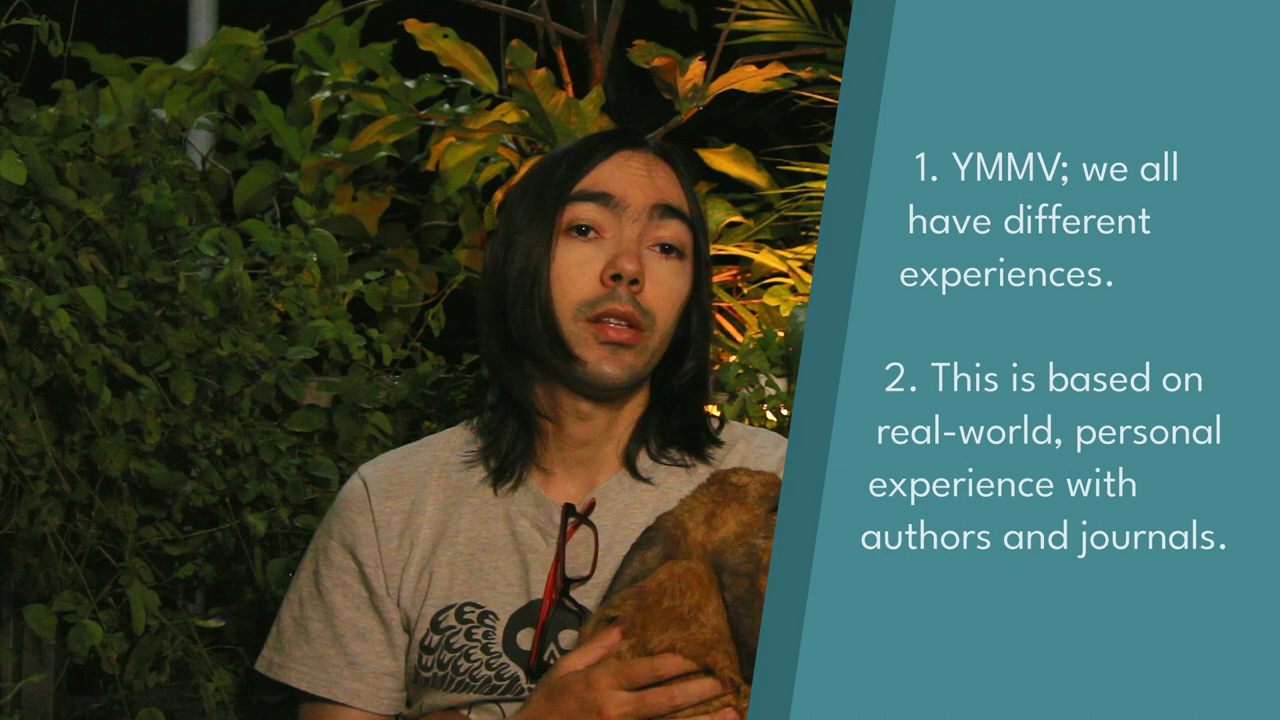 1. YMMV; we all
have different
experiences.
2. This is based on
real-world, personal
experience with
authors and journals.